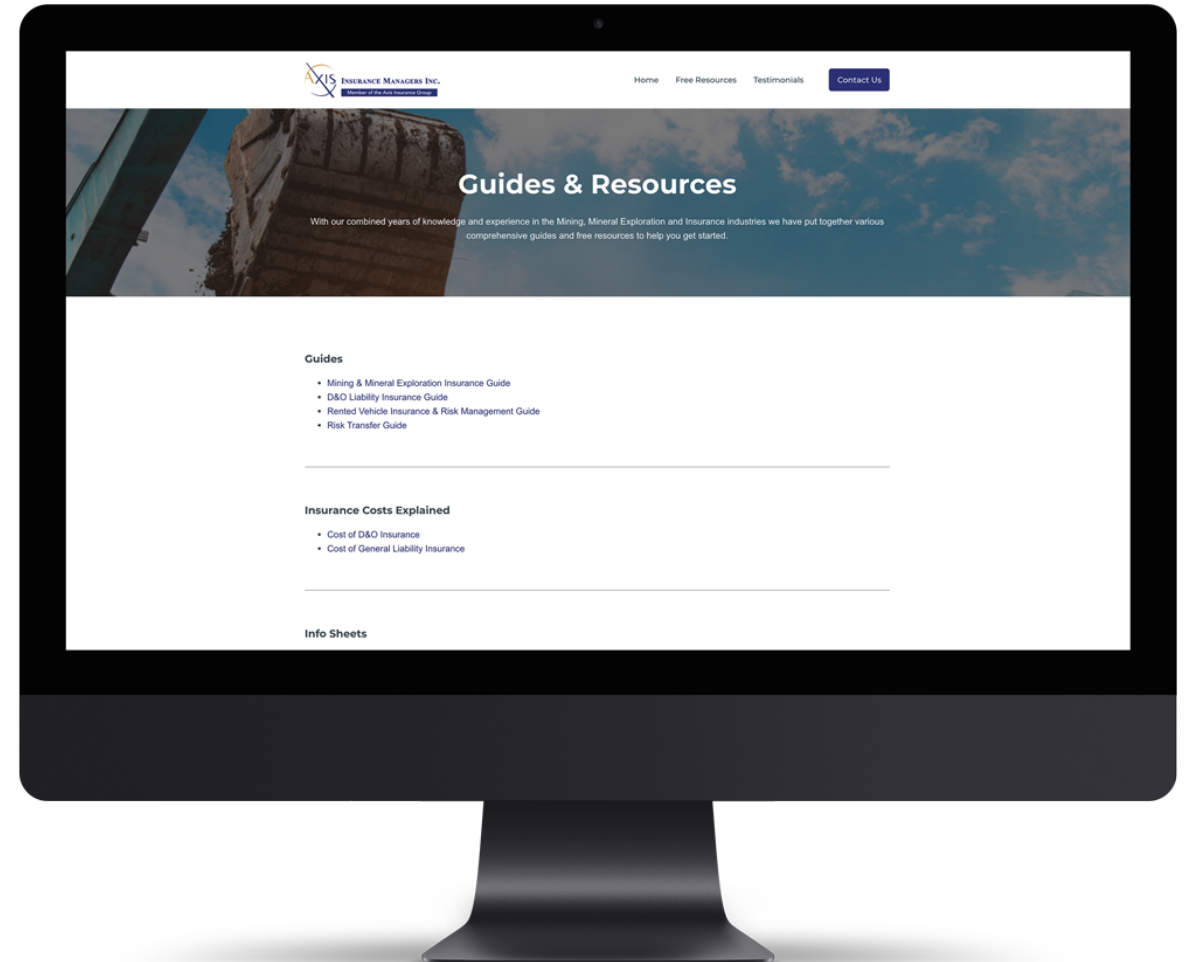 AXIS INSURANCE MANAGERS INC.
Member of the Axis Insurance Group
Home Free Resources Testimonials Contact Us
Guides & Resources
With our combined years of knowledge and experience in the Mining, Mineral Exploration and Insurance industries we have put together various
comprehensive guides and free resources to help you get started.
Guides
• Mining & Mineral Exploration Insurance Guide
• D&O Liability Insurance Guide
• Rented Vehicle Insurance & Risk Management Guide
• Risk Transfer Guide
Insurance Costs Explained
• Cost of D&O Insurance
• Cost of General Liability Insurance
Info Sheets